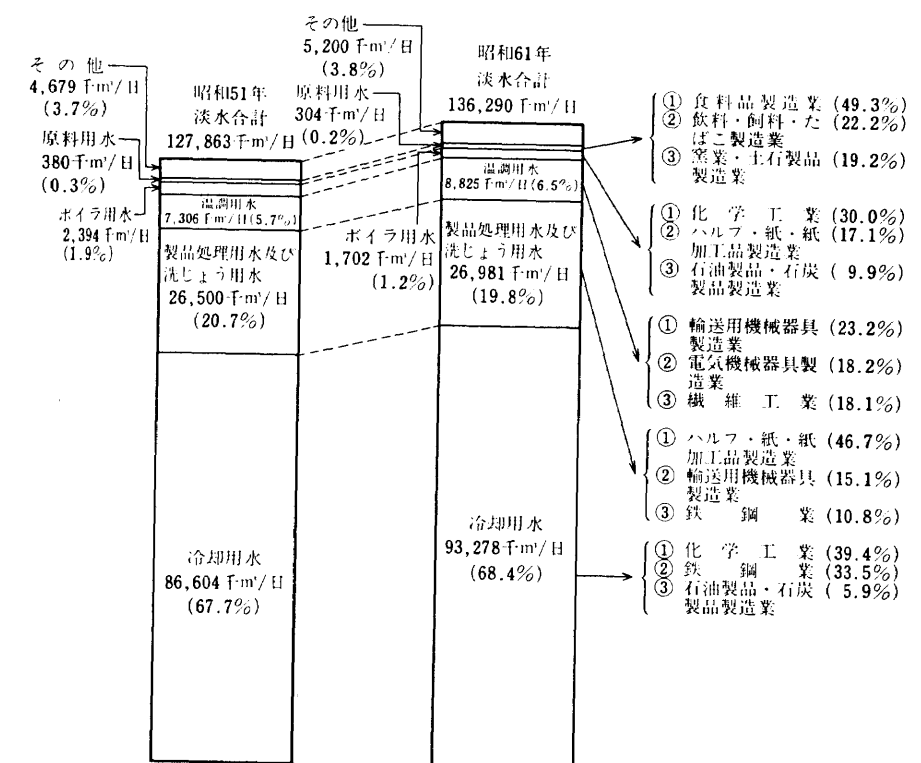 その他
4,679千m³/日
(3.7%)
原料用水
380千m³/日
(0.3%)
ボイラ用水
2,394千m³/日
(1.9%)
昭和51年
淡水合計
127,863千m³/日
温調用水
7,306千m³/日(5.7%)
製品処理用水及び
洗じょう用水
26,500千m³/日
(20.7%)
冷却用水
86,604千m³/日
(67.7%)
その他
5,200千m³/日
(3.8%)
原料用水
304千m³/日
(0.2%)
ボイラ用水
1,702千m³/日
(1.2%)
昭和61年
淡水合計
136,290千m³/日
温調用水
8,825千m³/日(6.5%)
製品処理用水及び
洗じょう用水
26,981千m³/日
(19.8%)
冷却用水
93,278千m³/日
(68.4%)
① 食料品製造業 (49.3%)
② 飲料・飼料・た (22.2%)
ばこ製造業
③ 窯業・土石製品 (19.2%)
製造業
① 化学工業 (30.0%)
② パルプ・紙・紙 (17.1%)
加工品製造業
③ 石油製品・石炭 ( 9.9%)
製品製造業
① 輸送用機械器具 (23.2%)
製造業
② 電気機械器具製 (18.2%)
造業
③ 繊維工業 (18.1%)
① パルプ・紙・紙 (46.7%)
加工品製造業
② 輸送用機械器具 (15.1%)
製造業
③ 鉄鋼業 (10.8%)
① 化学工業 (39.4%)
② 鉄鋼業 (33.5%)
③ 石油製品・石炭 ( 5.9%)
製品製造業